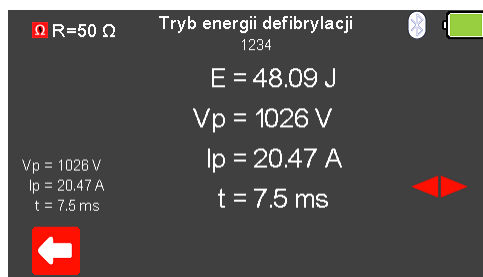 Ω R=50 Ω
Tryb energii defibrylacji
1234
E = 48.09 J
Vp = 1026 V
Ip = 20.47 A
t = 7.5 ms
Vp = 1026 V
Ip = 20.47 A
t = 7.5 ms